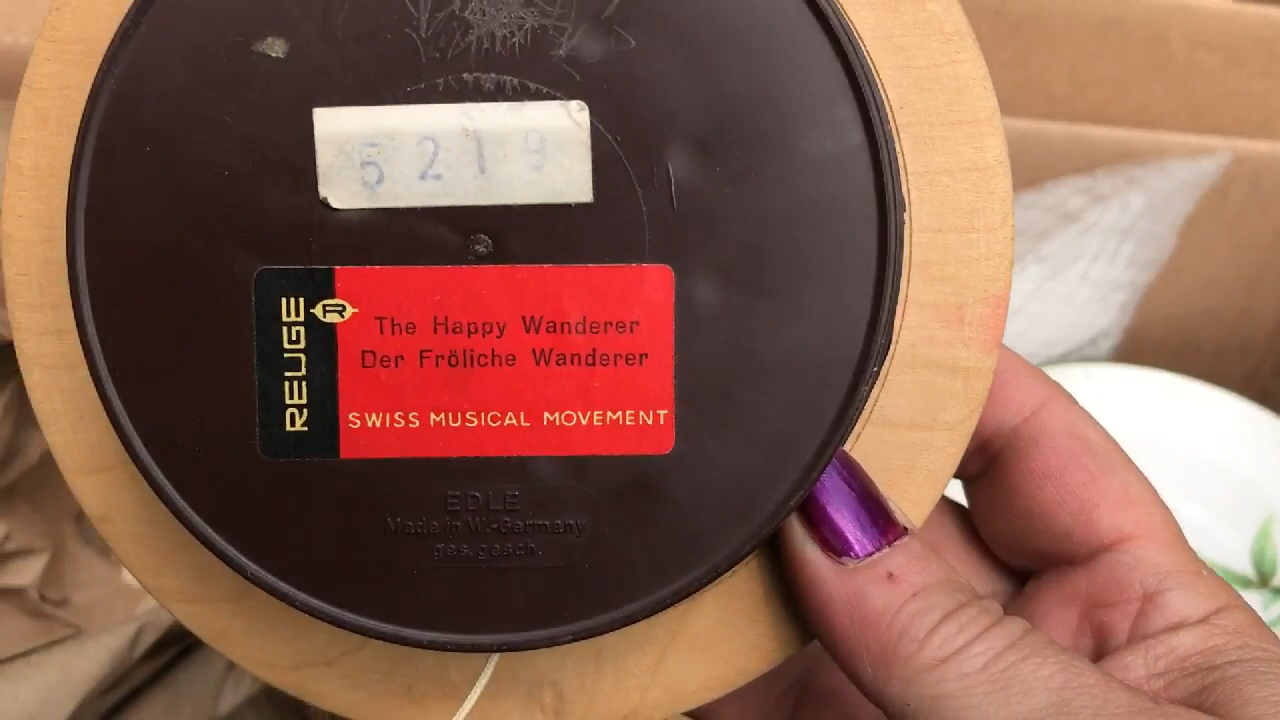 5219
REUGE
R
The Happy Wanderer
Der Fröliche Wanderer
SWISS MUSICAL MOVEMENT
EDLE
Made in W.-Germany
ges. gesch.